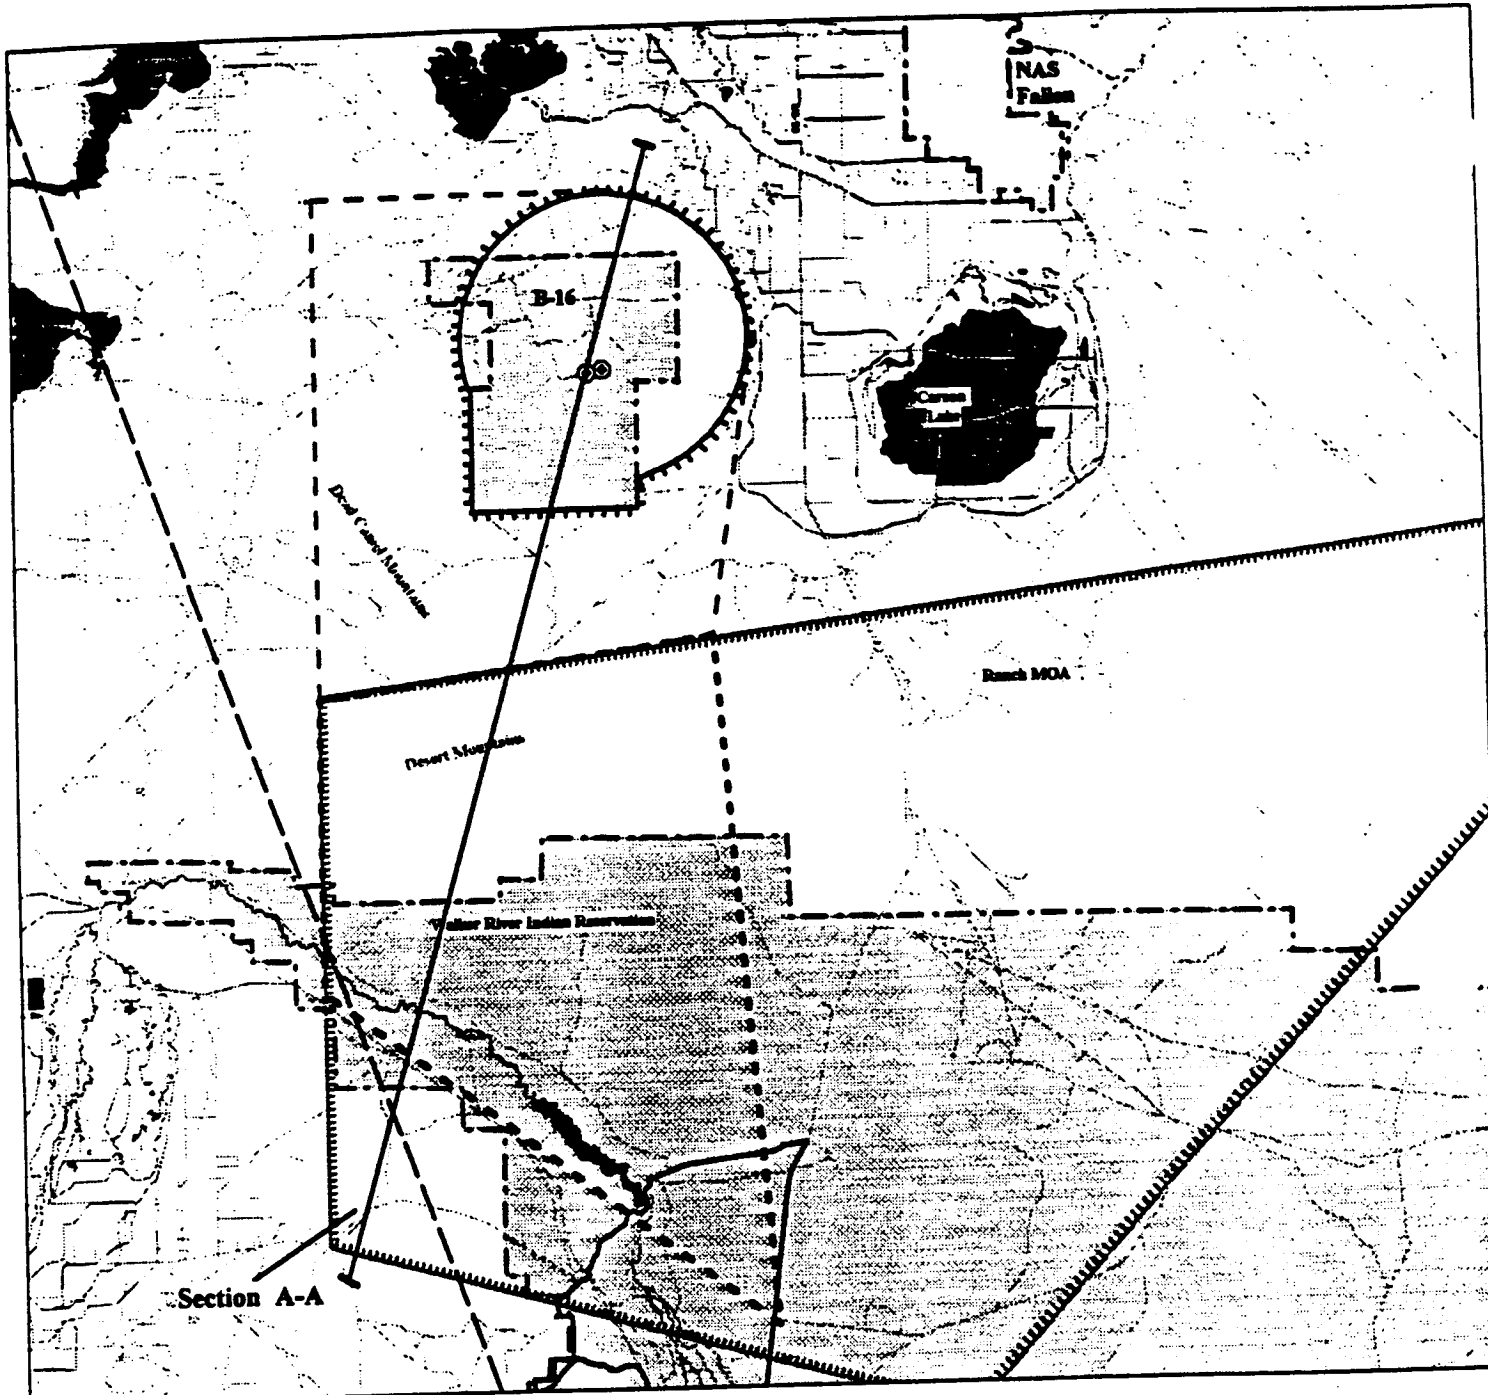 NAS
Fallon
B-16
Carson
Lake
Dead Camel Mountains
Ranch MOA
Desert Mountains
Walker River Indian Reservation
Section A-A